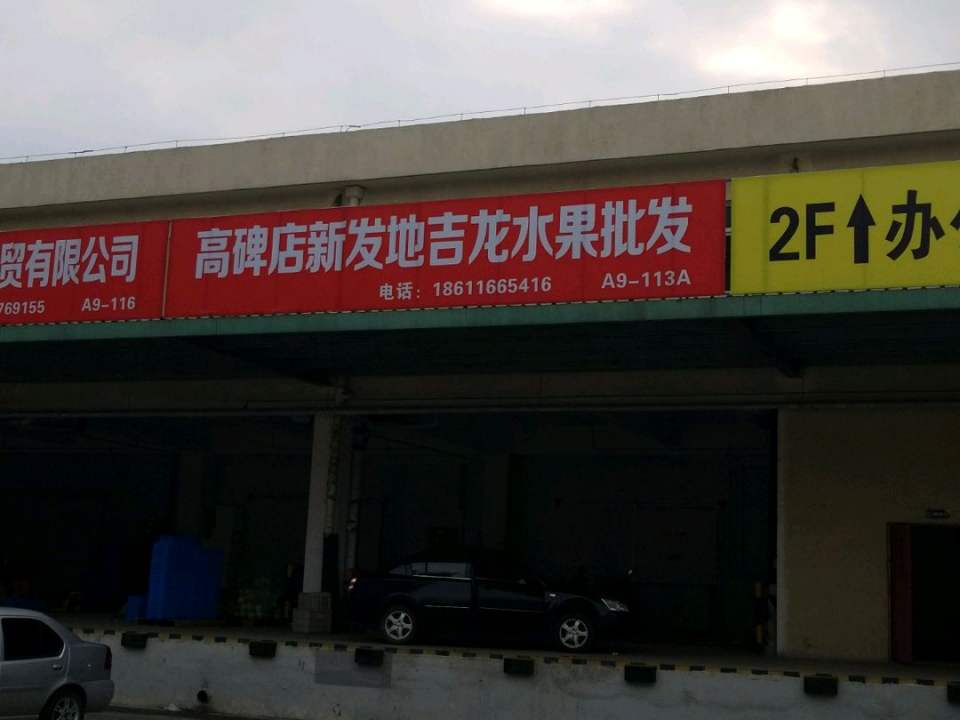 贸有限公司
769155 A9-116
高碑店新发地吉龙水果批发
电话：18611665416 A9-113A
2F↑办